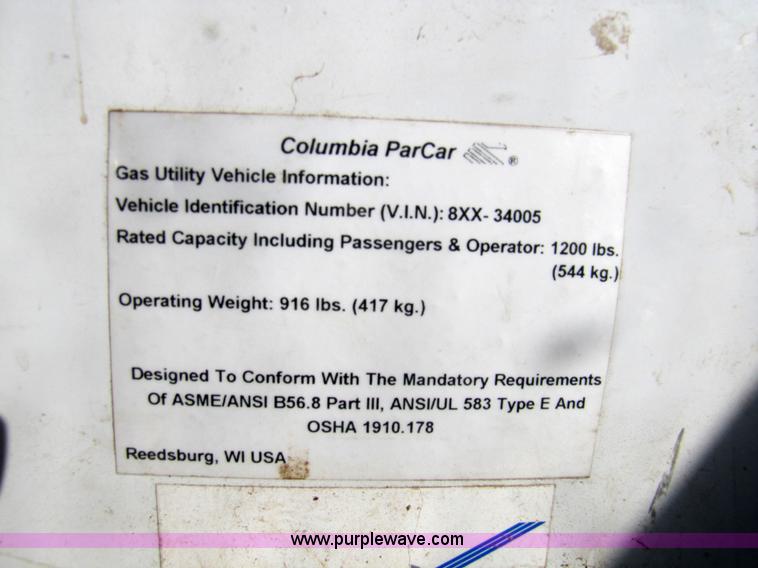 Columbia ParCar ®
Gas Utility Vehicle Information:
Vehicle Identification Number (V.I.N.): 8XX- 34005
Rated Capacity Including Passengers & Operator: 1200 lbs.
(544 kg.)
Operating Weight: 916 lbs. (417 kg.)
Designed To Conform With The Mandatory Requirements
Of ASME/ANSI B56.8 Part III, ANSI/UL 583 Type E And
OSHA 1910.178
Reedsburg, WI USA
www.purplewave.com